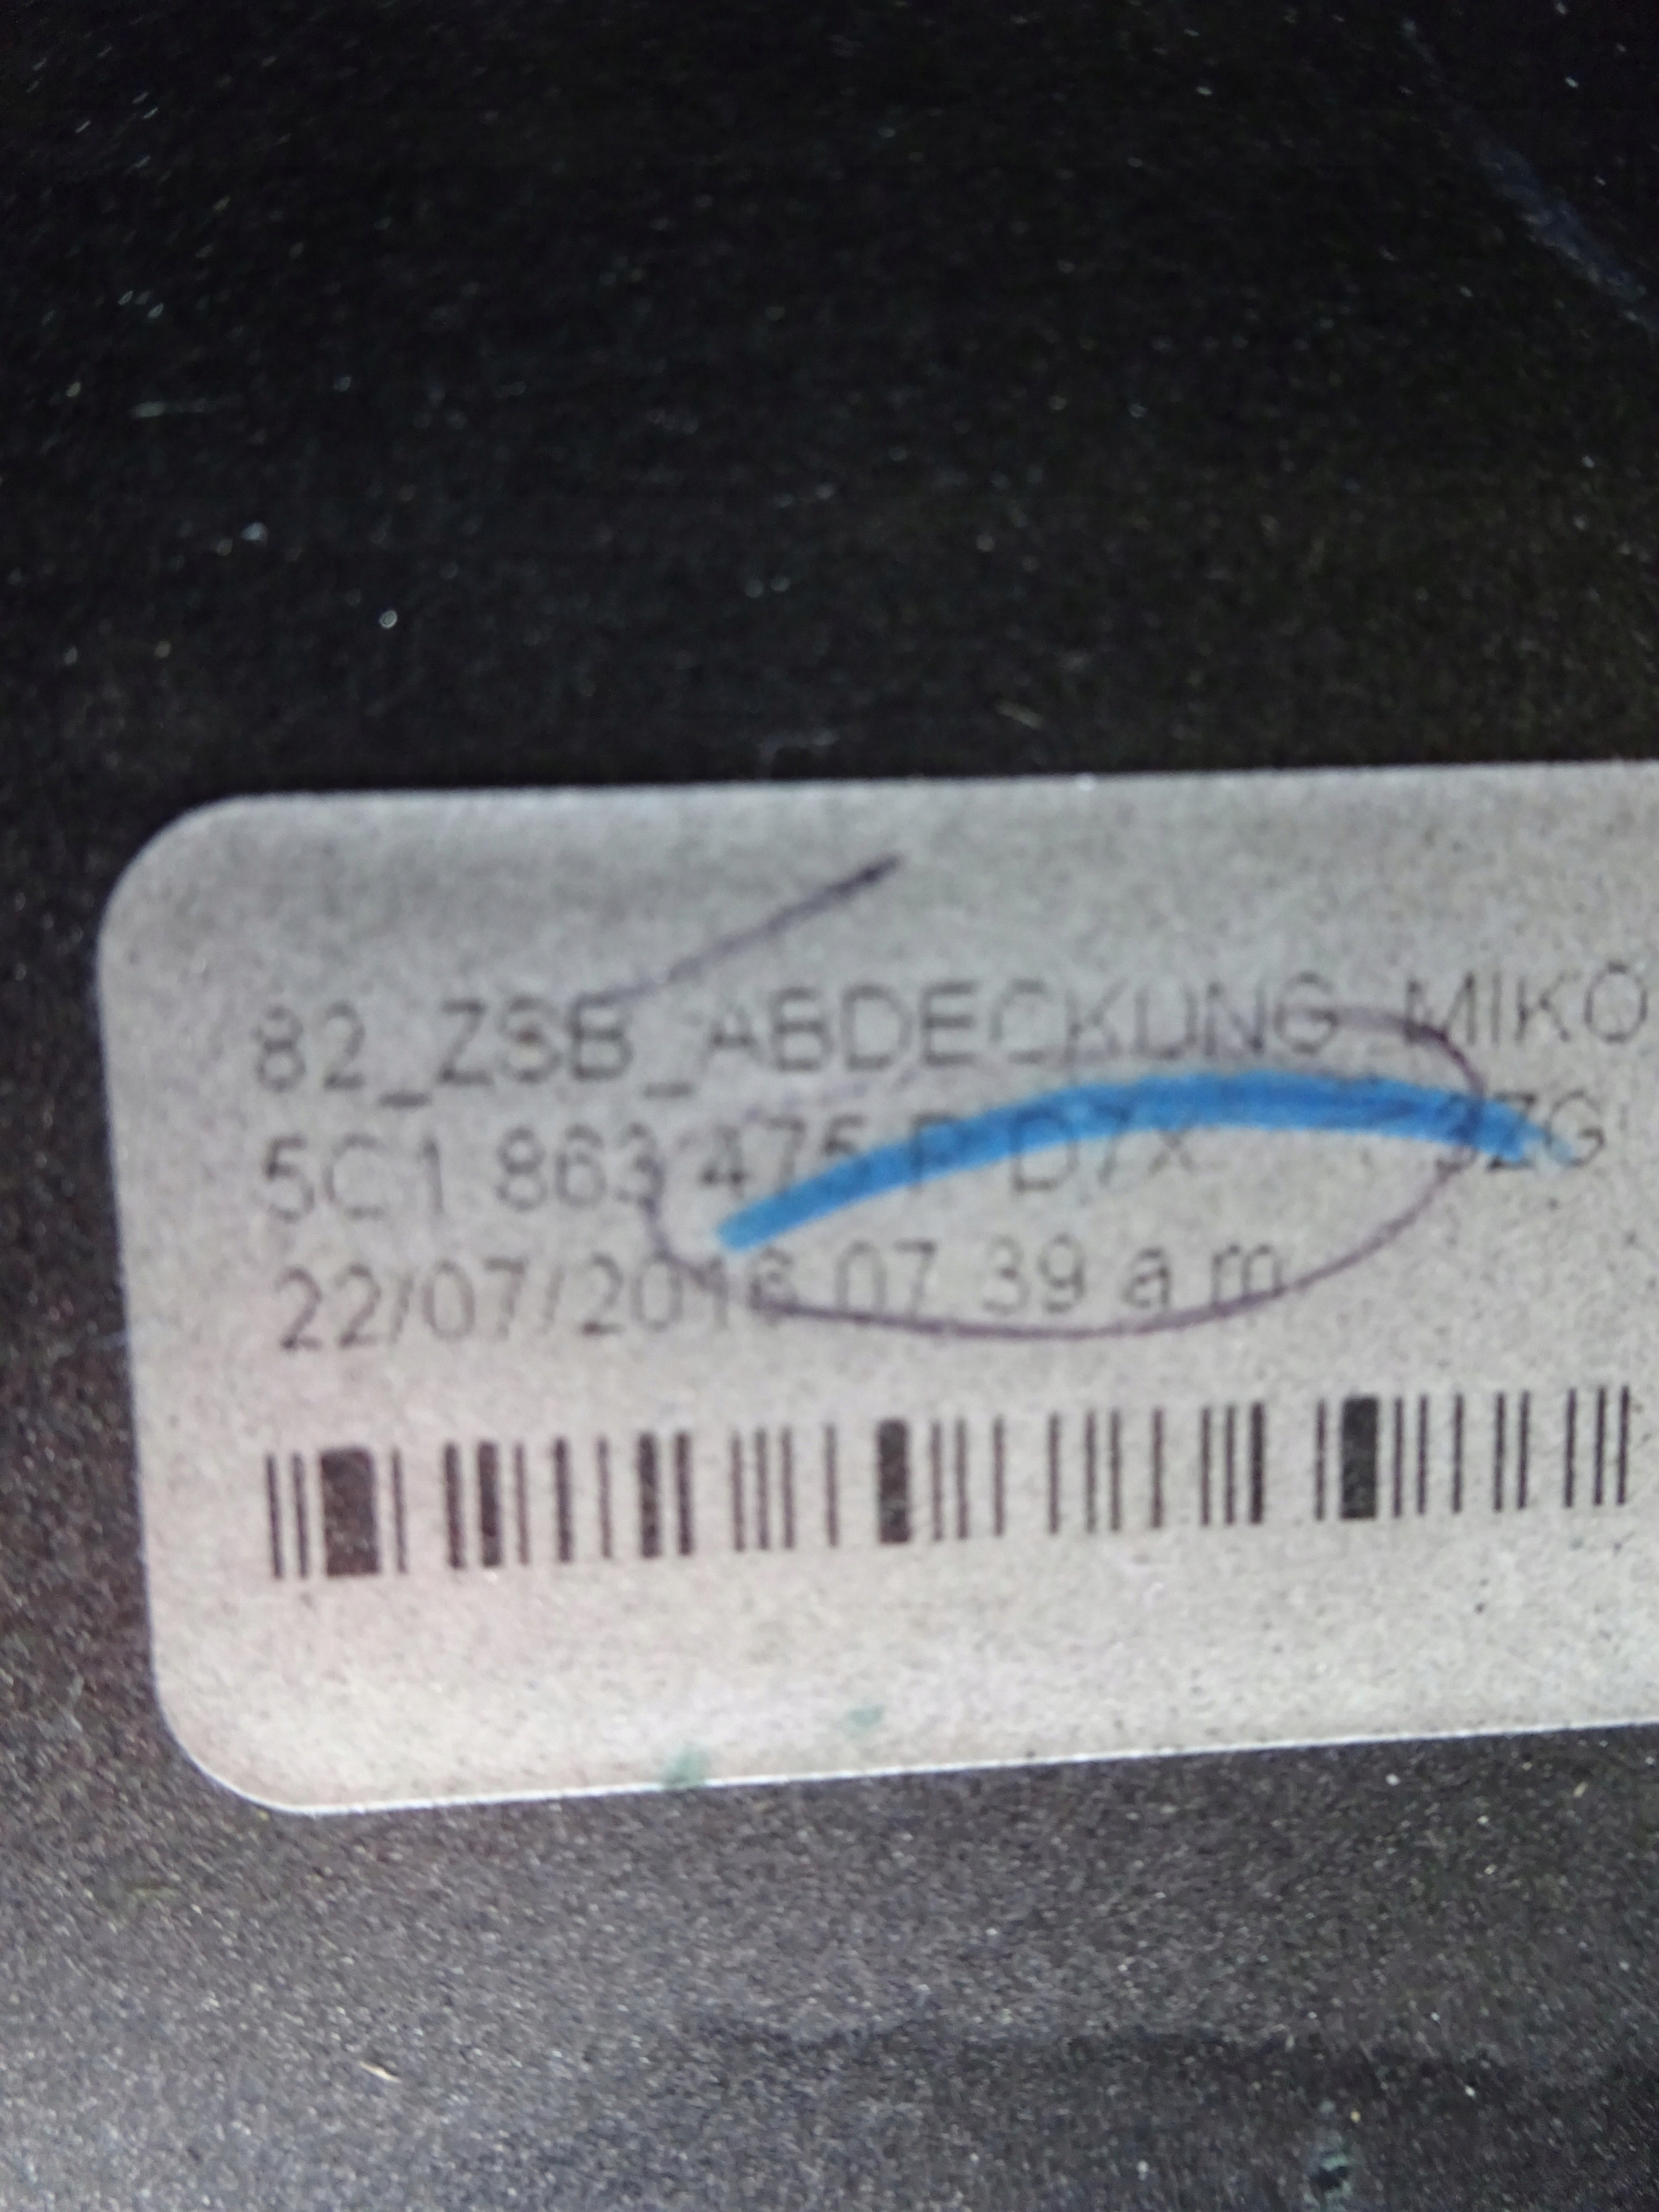 82_ZSB_ABDECKUNG_MIKO
5C1 863 475 P D7X
22/07/2016 07 39 a m